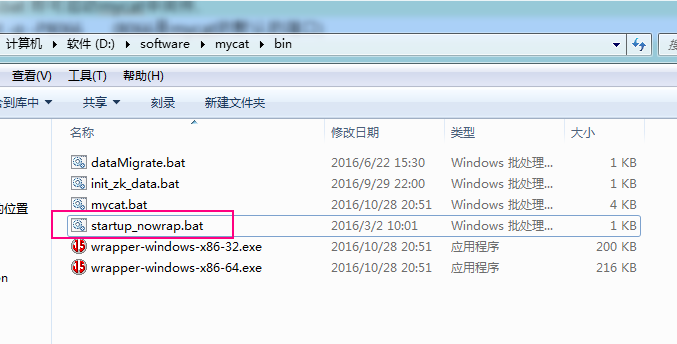 计算机 ▸ 软件 (D:) ▸ software ▸ mycat ▸ bin
查看(V) 工具(T) 帮助(H)
到库中 共享 刻录 新建文件夹
名称 修改日期 类型 大小
dataMigrate.bat 2016/6/22 15:30 Windows 批处理... 1 KB
init_zk_data.bat 2016/9/29 22:00 Windows 批处理... 1 KB
mycat.bat 2016/10/28 20:51 Windows 批处理... 4 KB
的位置
startup_nowrap.bat 2016/3/2 10:01 Windows 批处理... 1 KB
wrapper-windows-x86-32.exe 2016/10/28 20:51 应用程序 200 KB
wrapper-windows-x86-64.exe 2016/10/28 20:51 应用程序 216 KB
on